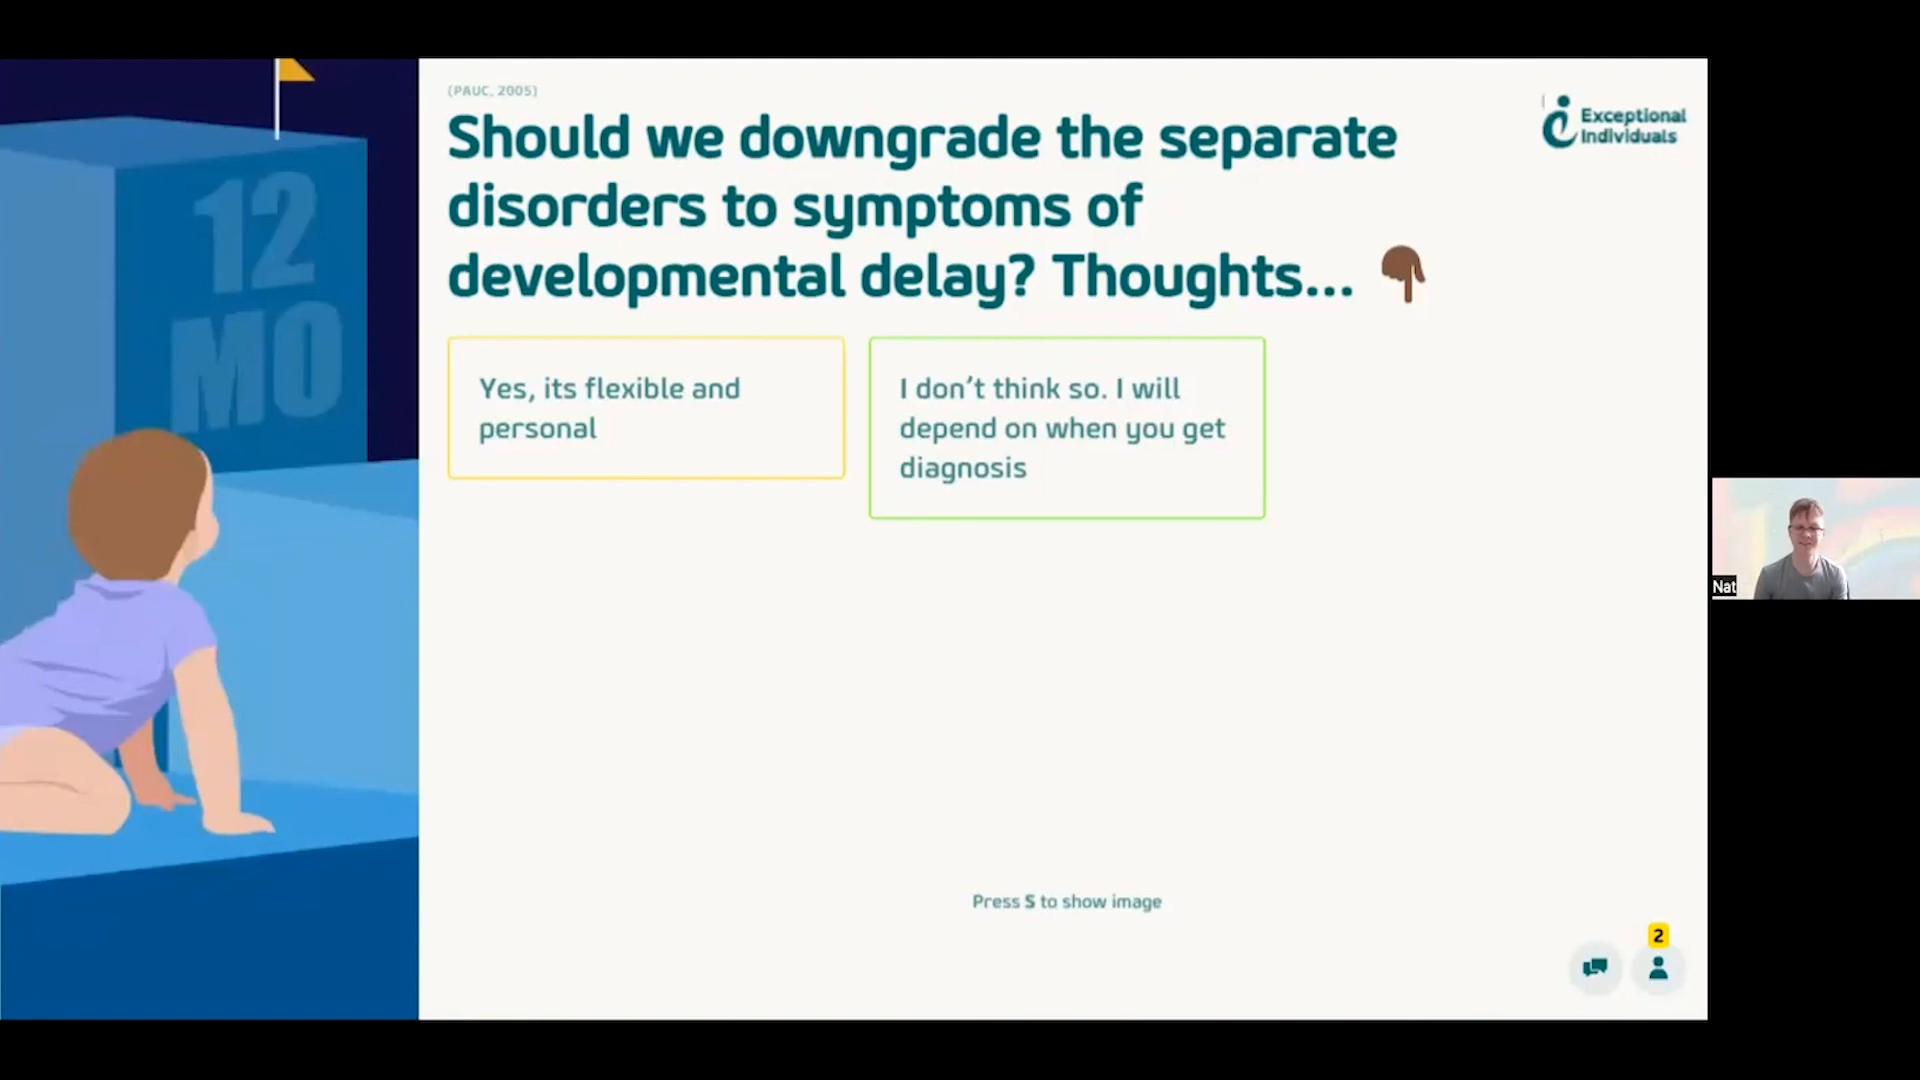 (PAUC, 2005)
Should we downgrade the separate
disorders to symptoms of
developmental delay? Thoughts...
Exceptional
Individuals
12
MO
Yes, its flexible and
personal
I don't think so. I will
depend on when you get
diagnosis
Nat
Press S to show image
2